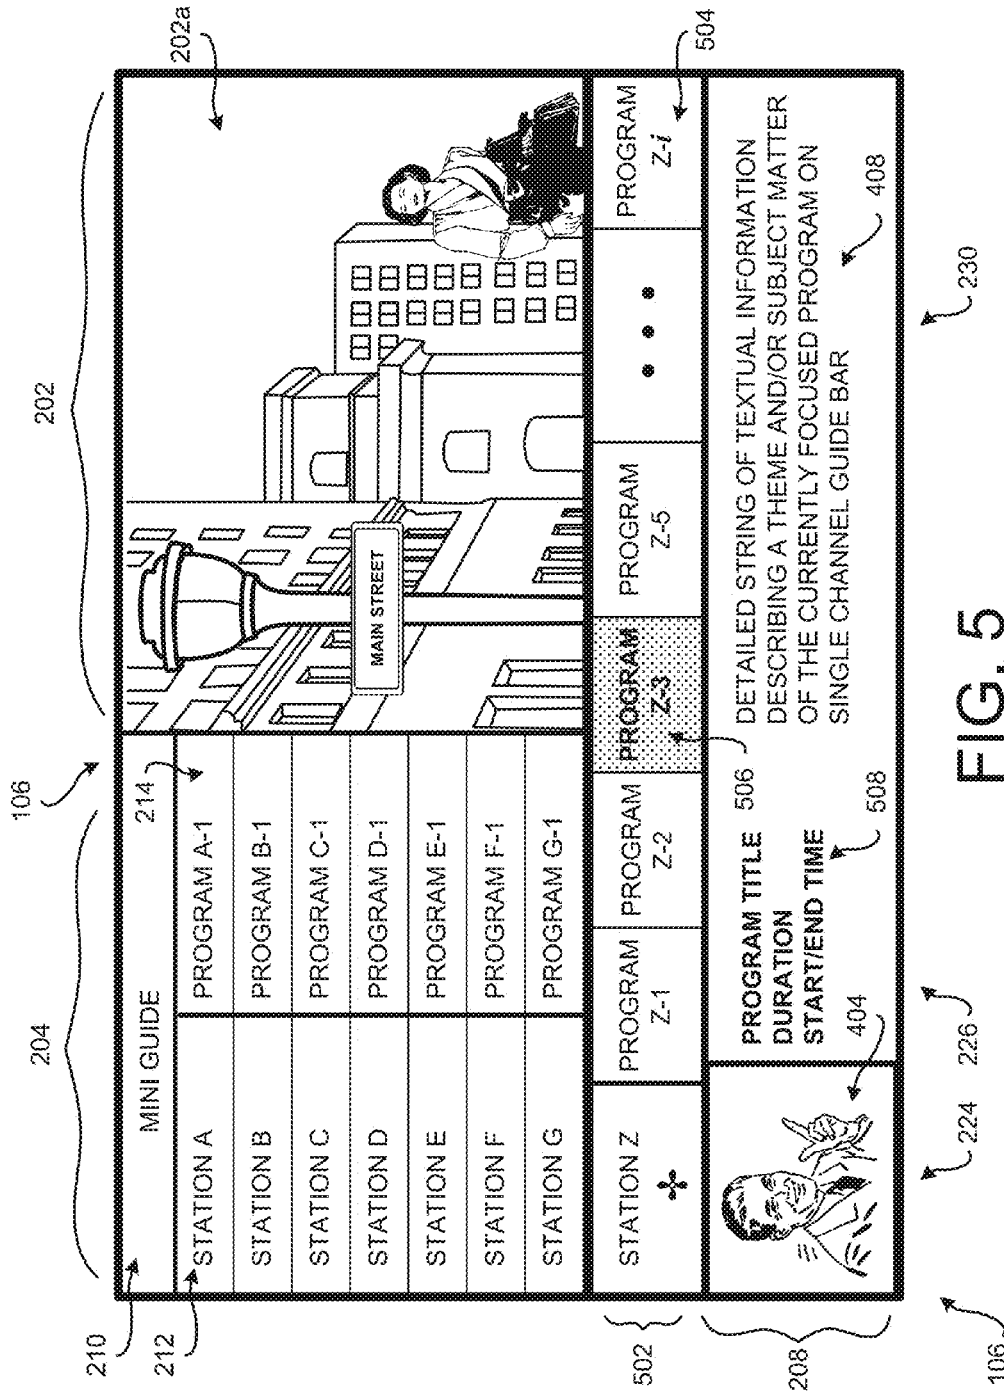 106
204
202
202a
210
MINI GUIDE
214
212
STATION A PROGRAM A-1
STATION B PROGRAM B-1
STATION C PROGRAM C-1
STATION D PROGRAM D-1
STATION E PROGRAM E-1
STATION F PROGRAM F-1
STATION G PROGRAM G-1
MAIN STREET
502
STATION Z
PROGRAM
Z-1
PROGRAM
Z-2
PROGRAM
Z-3
PROGRAM
Z-5
• • •
PROGRAM
Z-i
504
506
208
PROGRAM TITLE
DURATION
START/END TIME
404
508
DETAILED STRING OF TEXTUAL INFORMATION
DESCRIBING A THEME AND/OR SUBJECT MATTER
OF THE CURRENTLY FOCUSED PROGRAM ON
SINGLE CHANNEL GUIDE BAR
408
106
224
226
230
FIG. 5